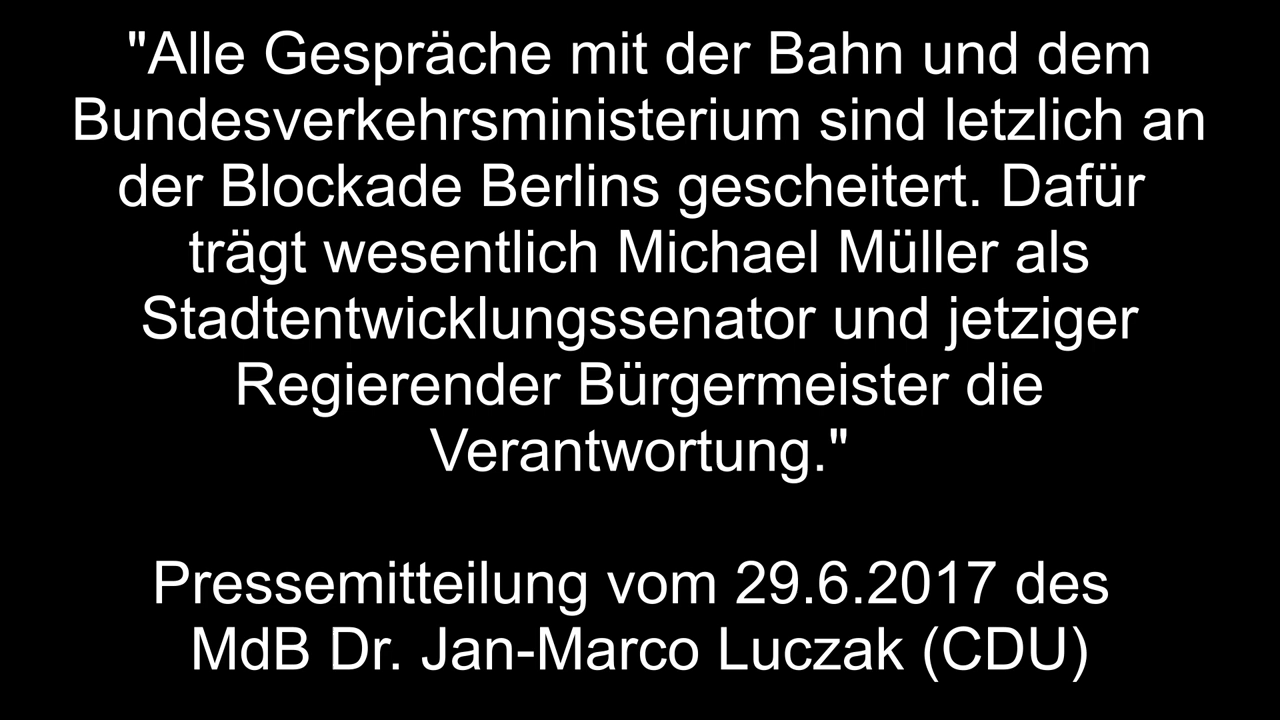 "Alle Gespräche mit der Bahn und dem
Bundesverkehrsministerium sind letzlich an
der Blockade Berlins gescheitert. Dafür
trägt wesentlich Michael Müller als
Stadtentwicklungssenator und jetziger
Regierender Bürgermeister die
Verantwortung."
Pressemitteilung vom 29.6.2017 des
MdB Dr. Jan-Marco Luczak (CDU)